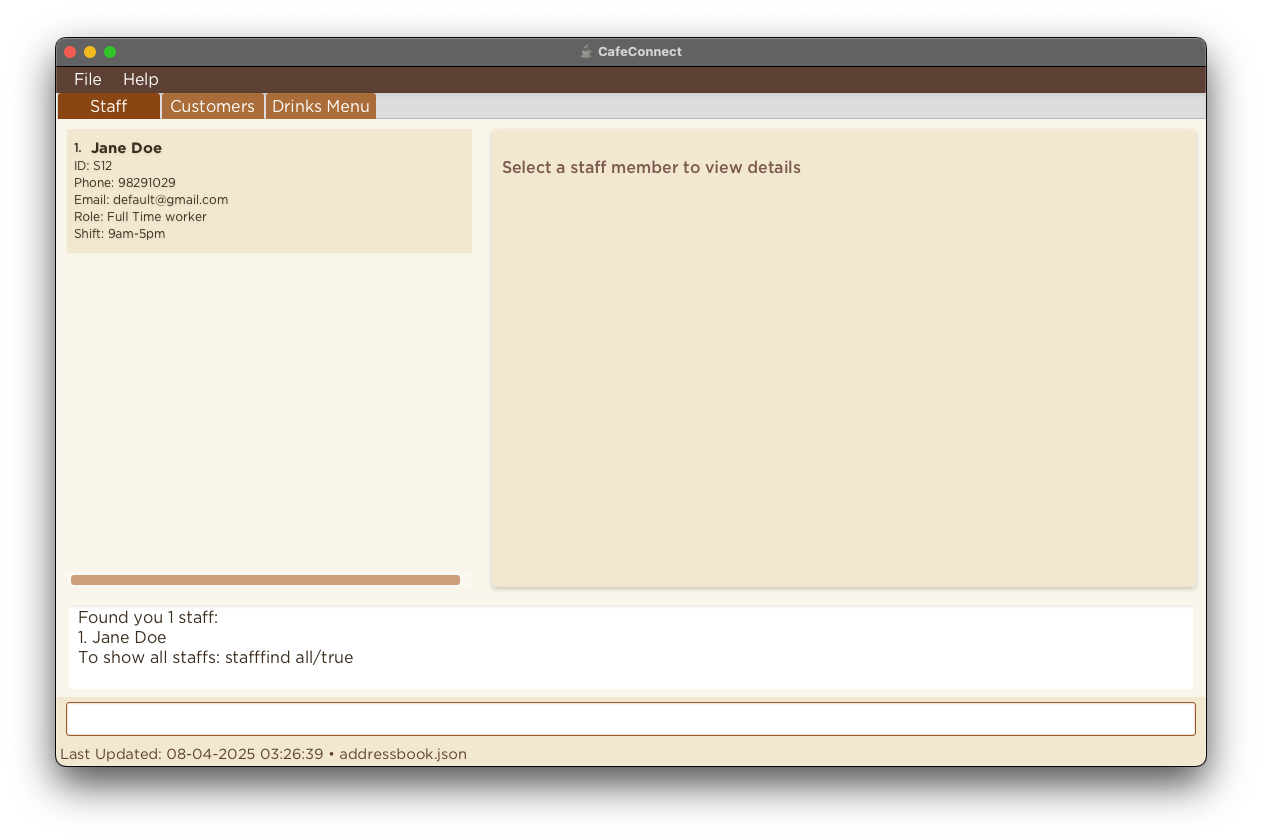 CafeConnect
File Help
Staff Customers Drinks Menu
1. Jane Doe
ID: S12
Phone: 98291029
Email: default@gmail.com
Role: Full Time worker
Shift: 9am-5pm
Select a staff member to view details
Found you 1 staff:
1. Jane Doe
To show all staffs: stafffind all/true
Last Updated: 08-04-2025 03:26:39 • addressbook.json